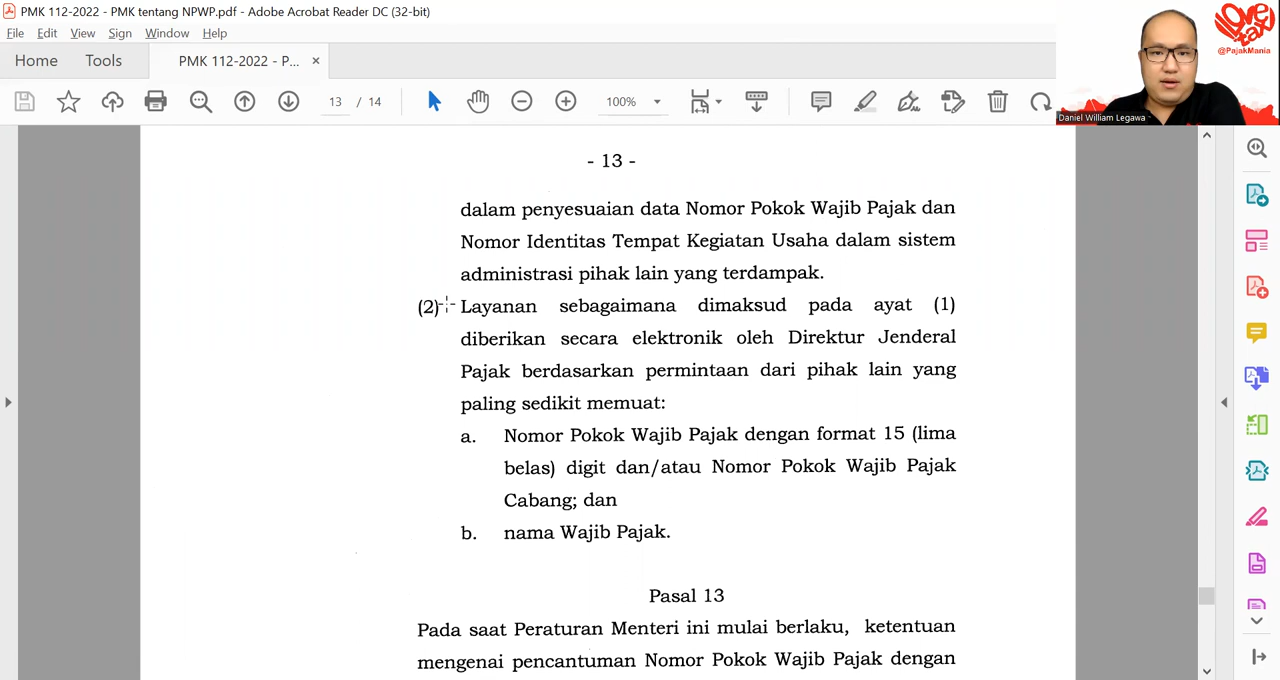 PMK 112-2022 - PMK tentang NPWP.pdf - Adobe Acrobat Reader DC (32-bit)
File Edit View Sign Window Help
Home Tools PMK 112-2022 - P... ×
13 / 14 100%
I love tax
@PajakMania
Daniel William Legawa
- 13 -
dalam penyesuaian data Nomor Pokok Wajib Pajak dan
Nomor Identitas Tempat Kegiatan Usaha dalam sistem
administrasi pihak lain yang terdampak.
(2) Layanan sebagaimana dimaksud pada ayat (1)
diberikan secara elektronik oleh Direktur Jenderal
Pajak berdasarkan permintaan dari pihak lain yang
paling sedikit memuat:
a. Nomor Pokok Wajib Pajak dengan format 15 (lima
belas) digit dan/atau Nomor Pokok Wajib Pajak
Cabang; dan
b. nama Wajib Pajak.
Pasal 13
Pada saat Peraturan Menteri ini mulai berlaku, ketentuan
mengenai pencantuman Nomor Pokok Wajib Pajak dengan